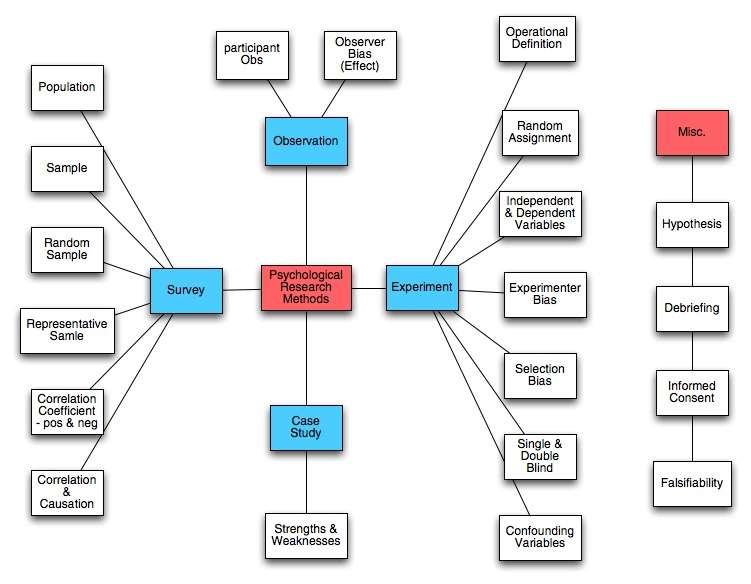 Population
Sample
Random
Sample
Representative
Samle
Correlation
Coefficient
- pos & neg
Correlation
&
Causation
Survey
participant
Obs
Observer
Bias
(Effect)
Observation
Psychological
Research
Methods
Case
Study
Strengths &
Weaknesses
Experiment
Operational
Definition
Random
Assignment
Independent
& Dependent
Variables
Experimenter
Bias
Selection
Bias
Single &
Double
Blind
Confounding
Variables
Misc.
Hypothesis
Debriefing
Informed
Consent
Falsifiability